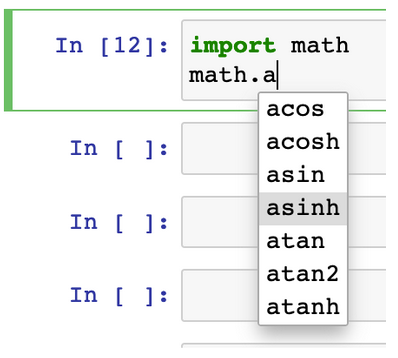 In [12]: import math
math.a
acos
acosh
asin
asinh
atan
atan2
atanh
In [ ]:
In [ ]:
In [ ]: